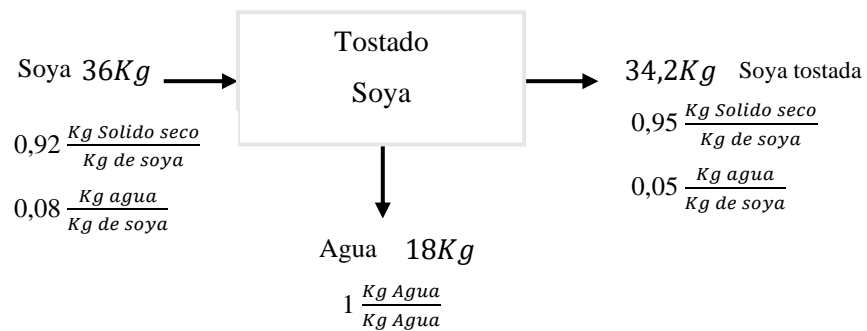 Tostado
Soya
Soya 36Kg
0,92 Kg Solido seco / Kg de soya
0,08 Kg agua / Kg de soya
34,2Kg Soya tostada
0,95 Kg Solido seco / Kg de soya
0,05 Kg agua / Kg de soya
Agua 18Kg
1 Kg Agua / Kg Agua